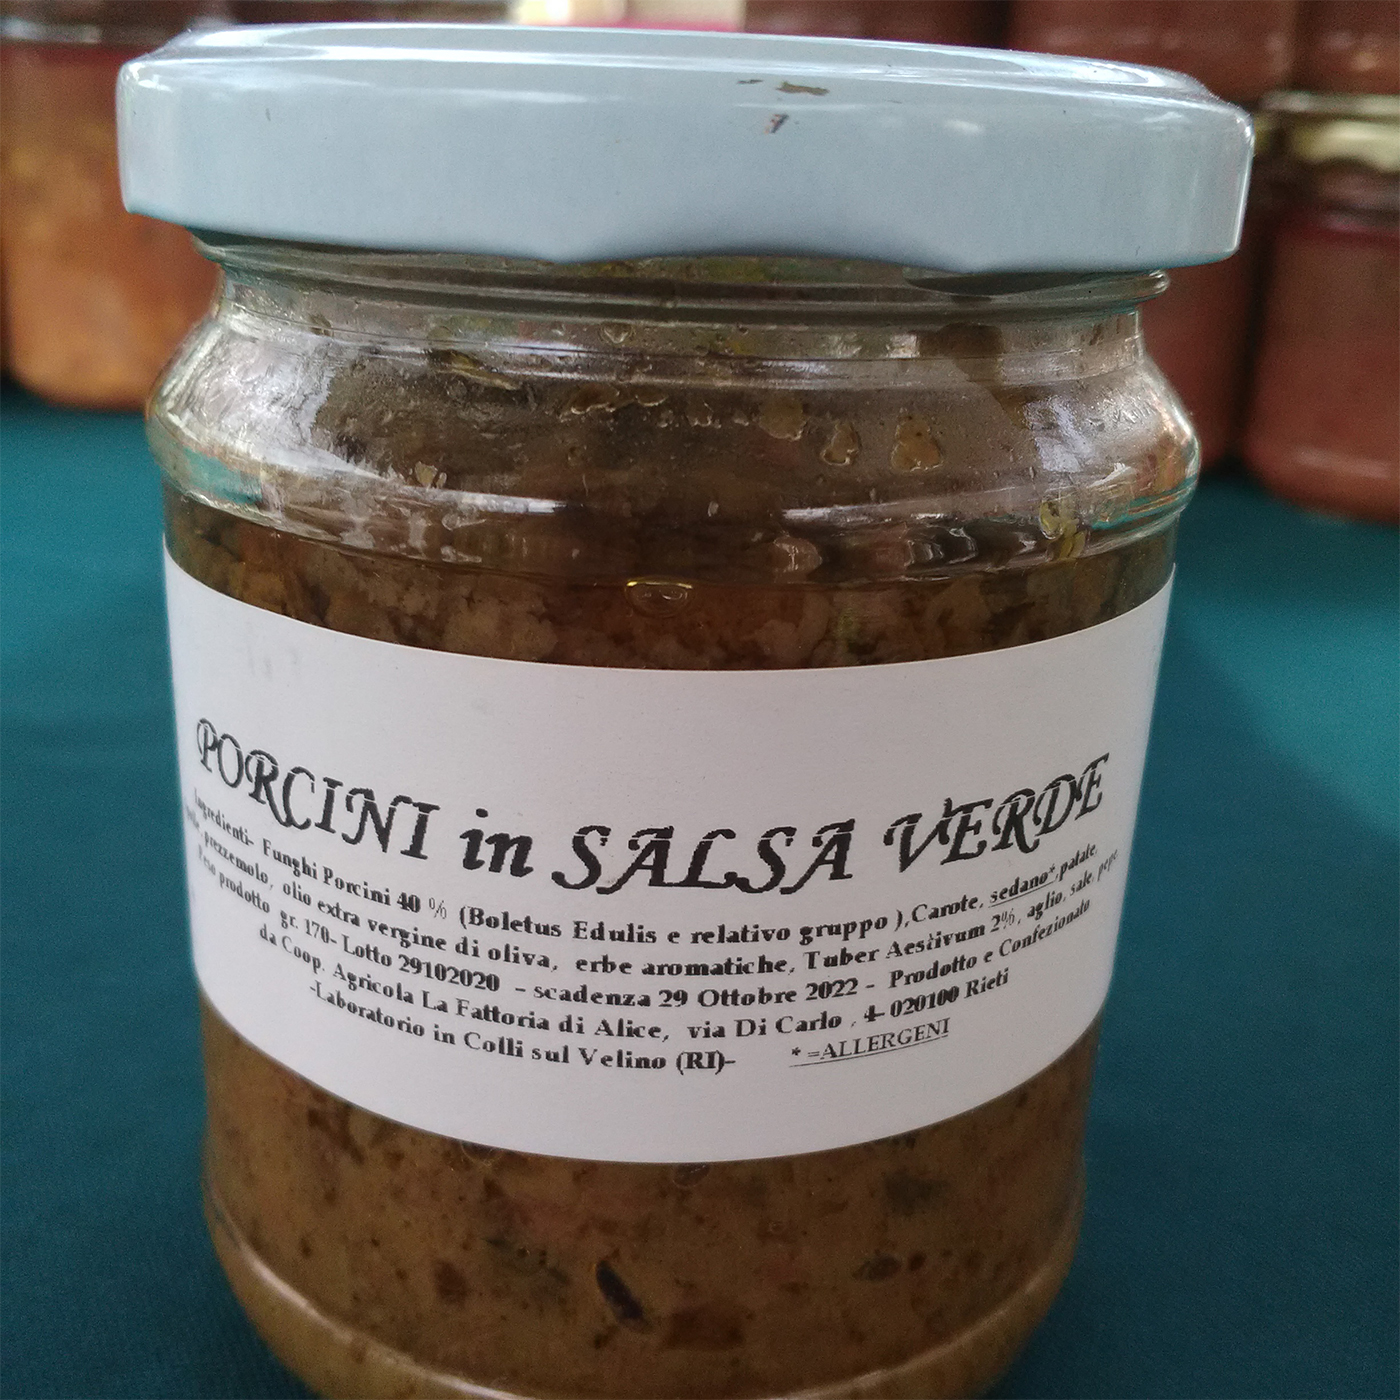 PORCINI in SALSA VERDE
Ingredienti- Funghi Porcini 40 % (Boletus Edulis e relativo gruppo ),Carote, sedano*,patate,
prezzemolo, olio extra vergine di oliva, erbe aromatiche, Tuber Aestivum 2%, aglio, sale, pepe
Peso prodotto gr. 170- Lotto 29102020 - scadenza 29 Ottobre 2022 - Prodotto e Confezionato
da Coop. Agricola La Fattoria di Alice, via Di Carlo , 4- 020100 Rieti
-Laboratorio in Colli sul Velino (RI)- * =ALLERGENI